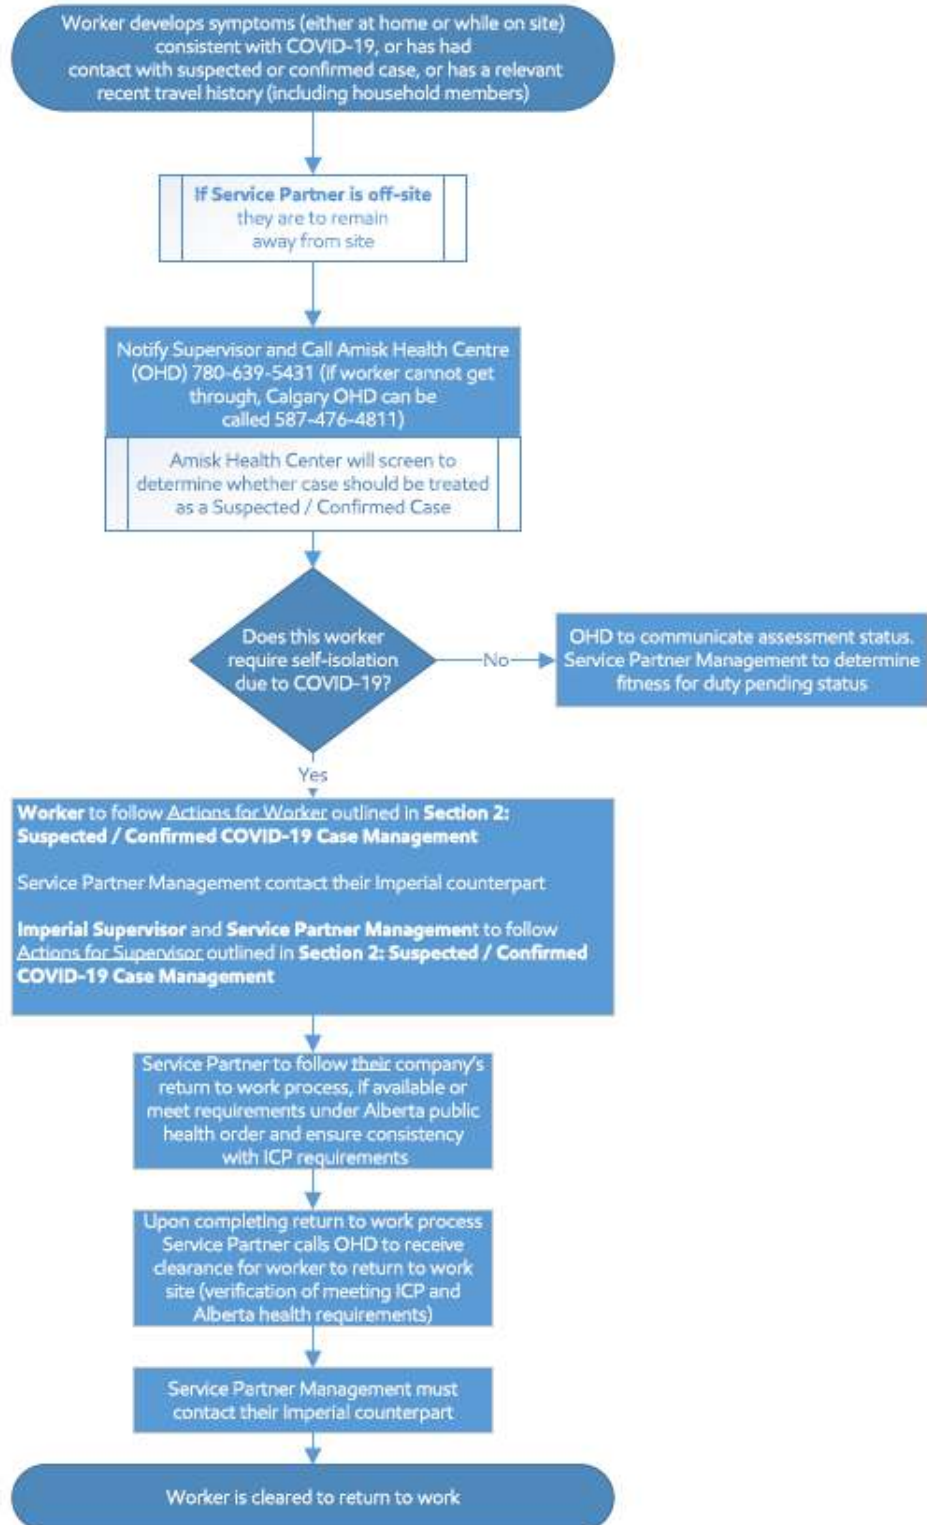 Worker develops symptoms (either at home or while on site)
consistent with COVID-19, or has had
contact with suspected or confirmed case, or has a relevant
recent travel history (including household members)
If Service Partner is off-site
they are to remain
away from site
Notify Supervisor and Call Amisk Health Centre
(OHD) 780-639-5431 (if worker cannot get
through, Calgary OHD can be
called 587-476-4811)
Amisk Health Center will screen to
determine whether case should be treated
as a Suspected / Confirmed Case
Does this worker
require self-isolation
due to COVID-19?
No
OHD to communicate assessment status.
Service Partner Management to determine
fitness for duty pending status
Yes
Worker to follow Actions for Worker outlined in Section 2:
Suspected / Confirmed COVID-19 Case Management
Service Partner Management contact their Imperial counterpart
Imperial Supervisor and Service Partner Management to follow
Actions for Supervisor outlined in Section 2: Suspected / Confirmed
COVID-19 Case Management
Service Partner to follow their company's
return to work process, if available or
meet requirements under Alberta public
health order and ensure consistency
with ICP requirements
Upon completing return to work process
Service Partner calls OHD to receive
clearance for worker to return to work
site (verification of meeting ICP and
Alberta health requirements)
Service Partner Management must
contact their Imperial counterpart
Worker is cleared to return to work